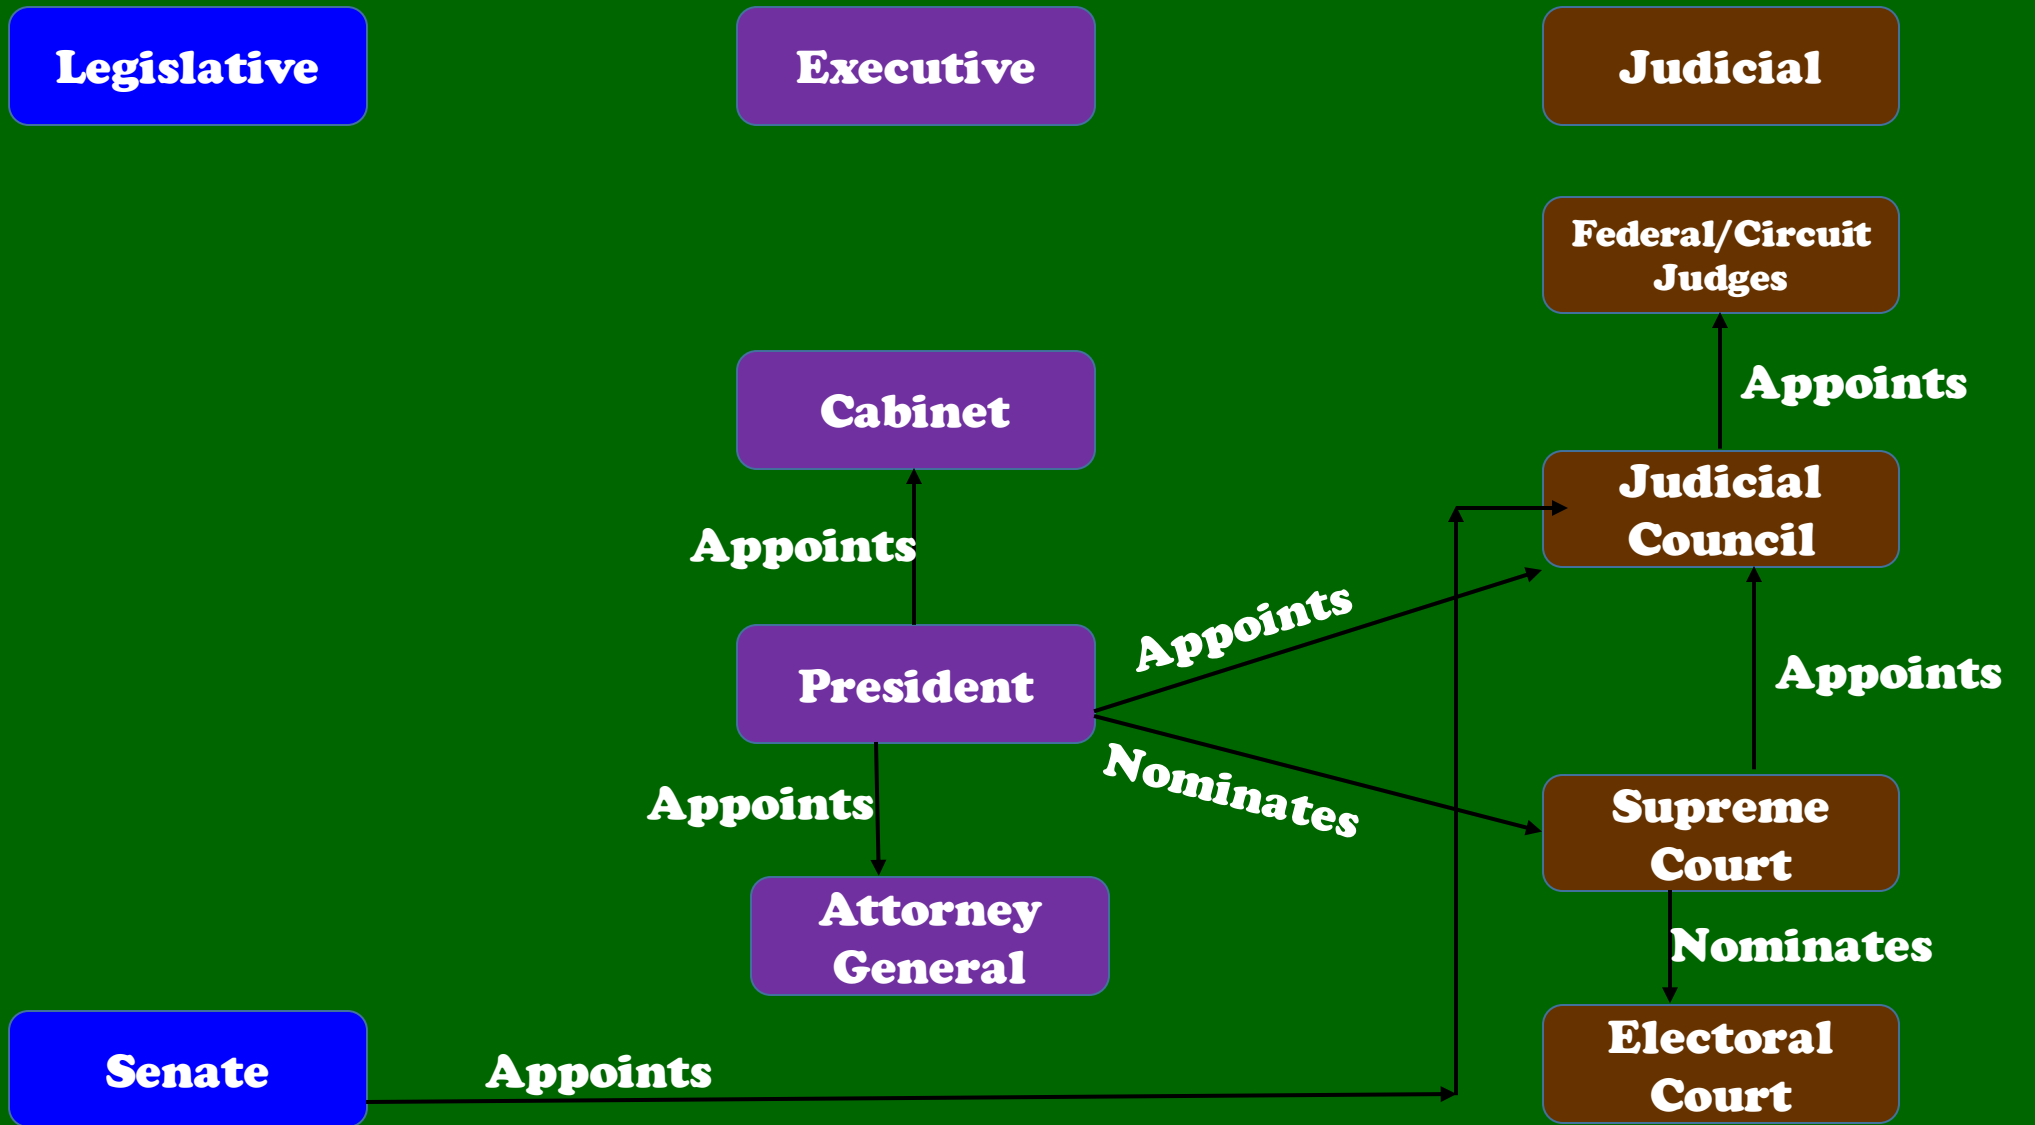 Legislative
Executive
Judicial
Federal/Circuit
Judges
Appoints
Cabinet
Judicial
Council
Appoints
Appoints
President
Appoints
Nominates
Appoints
Supreme
Court
Attorney
General
Nominates
Senate
Appoints
Electoral
Court